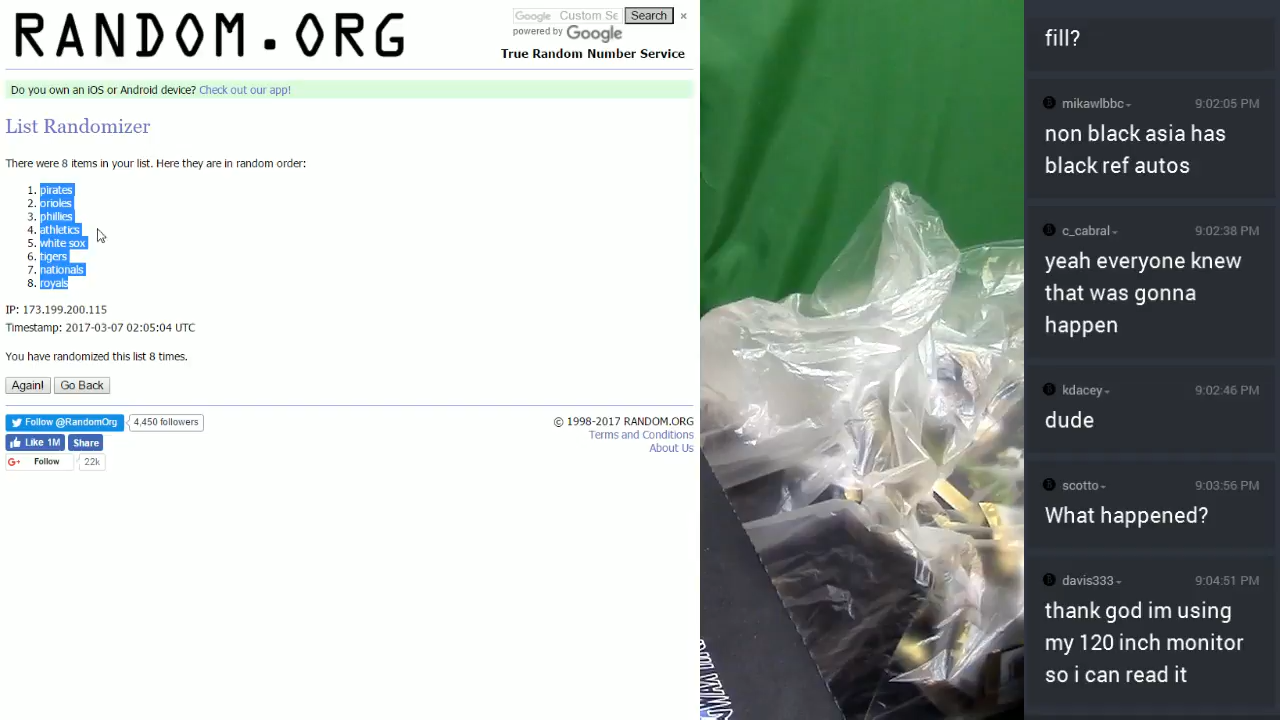 RANDOM.ORG
Google Custom Se
Search
×
powered by Google
True Random Number Service
Do you own an iOS or Android device? Check out our app!
List Randomizer
There were 8 items in your list. Here they are in random order:
1. pirates
2. orioles
3. phillies
4. athletics
5. white sox
6. tigers
7. nationals
8. royals
IP: 173.199.200.115
Timestamp: 2017-03-07 02:05:04 UTC
You have randomized this list 8 times.
Again!
Go Back
Follow @RandomOrg
4,450 followers
Like 1M
Share
G+ Follow
22k
© 1998-2017 RANDOM.ORG
Terms and Conditions
About Us
fill?
mikawlbbc
9:02:05 PM
non black asia has
black ref autos
c_cabral
9:02:38 PM
yeah everyone knew
that was gonna
happen
kdacey
9:02:46 PM
dude
scotto
9:03:56 PM
What happened?
davis333
9:04:51 PM
thank god im using
my 120 inch monitor
so i can read it